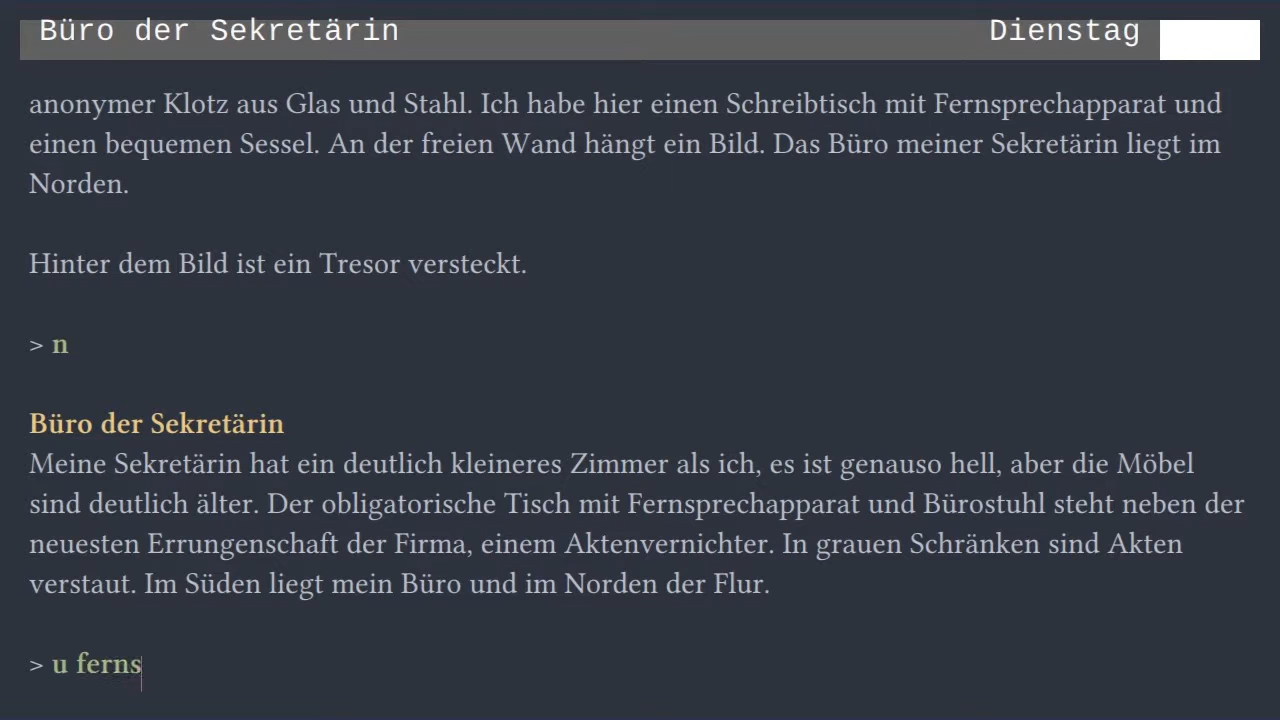 Büro der Sekretärin Dienstag
anonymer Klotz aus Glas und Stahl. Ich habe hier einen Schreibtisch mit Fernsprechapparat und
einen bequemen Sessel. An der freien Wand hängt ein Bild. Das Büro meiner Sekretärin liegt im
Norden.
Hinter dem Bild ist ein Tresor versteckt.
> n
Büro der Sekretärin
Meine Sekretärin hat ein deutlich kleineres Zimmer als ich, es ist genauso hell, aber die Möbel
sind deutlich älter. Der obligatorische Tisch mit Fernsprechapparat und Bürostuhl steht neben der
neuesten Errungenschaft der Firma, einem Aktenvernichter. In grauen Schränken sind Akten
verstaut. Im Süden liegt mein Büro und im Norden der Flur.
> u ferns